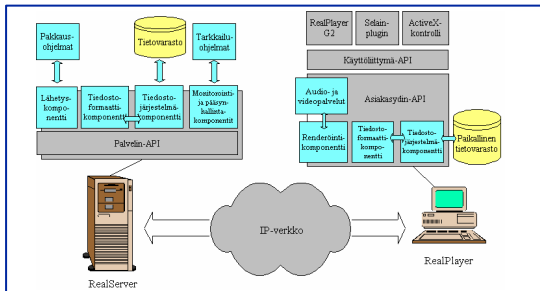 Pakkaus-
ohjelmat
Tietovarasto
Tarkkailu-
ohjelmat
Lähetys-
kom-
ponentti
Tiedosto-
formaatti-
komponentti
Tiedosto-
järjestelmä-
komponentti
Monitorointi-
ja pääsyn-
hallinta-
komponentit
Palvelin-API
RealPlayer
G2
Selain-
plugin
ActiveX-
kontrolli
Käyttöliittymä-API
Audio- ja
videopalvelut
Asiakasydin-API
Renderöinti-
komponentti
Tiedosto-
formaatti-
kompo-
nentti
Tiedosto-
järjestelmä-
komponentti
Paikallinen
tietovarasto
IP-verkko
RealServer
RealPlayer